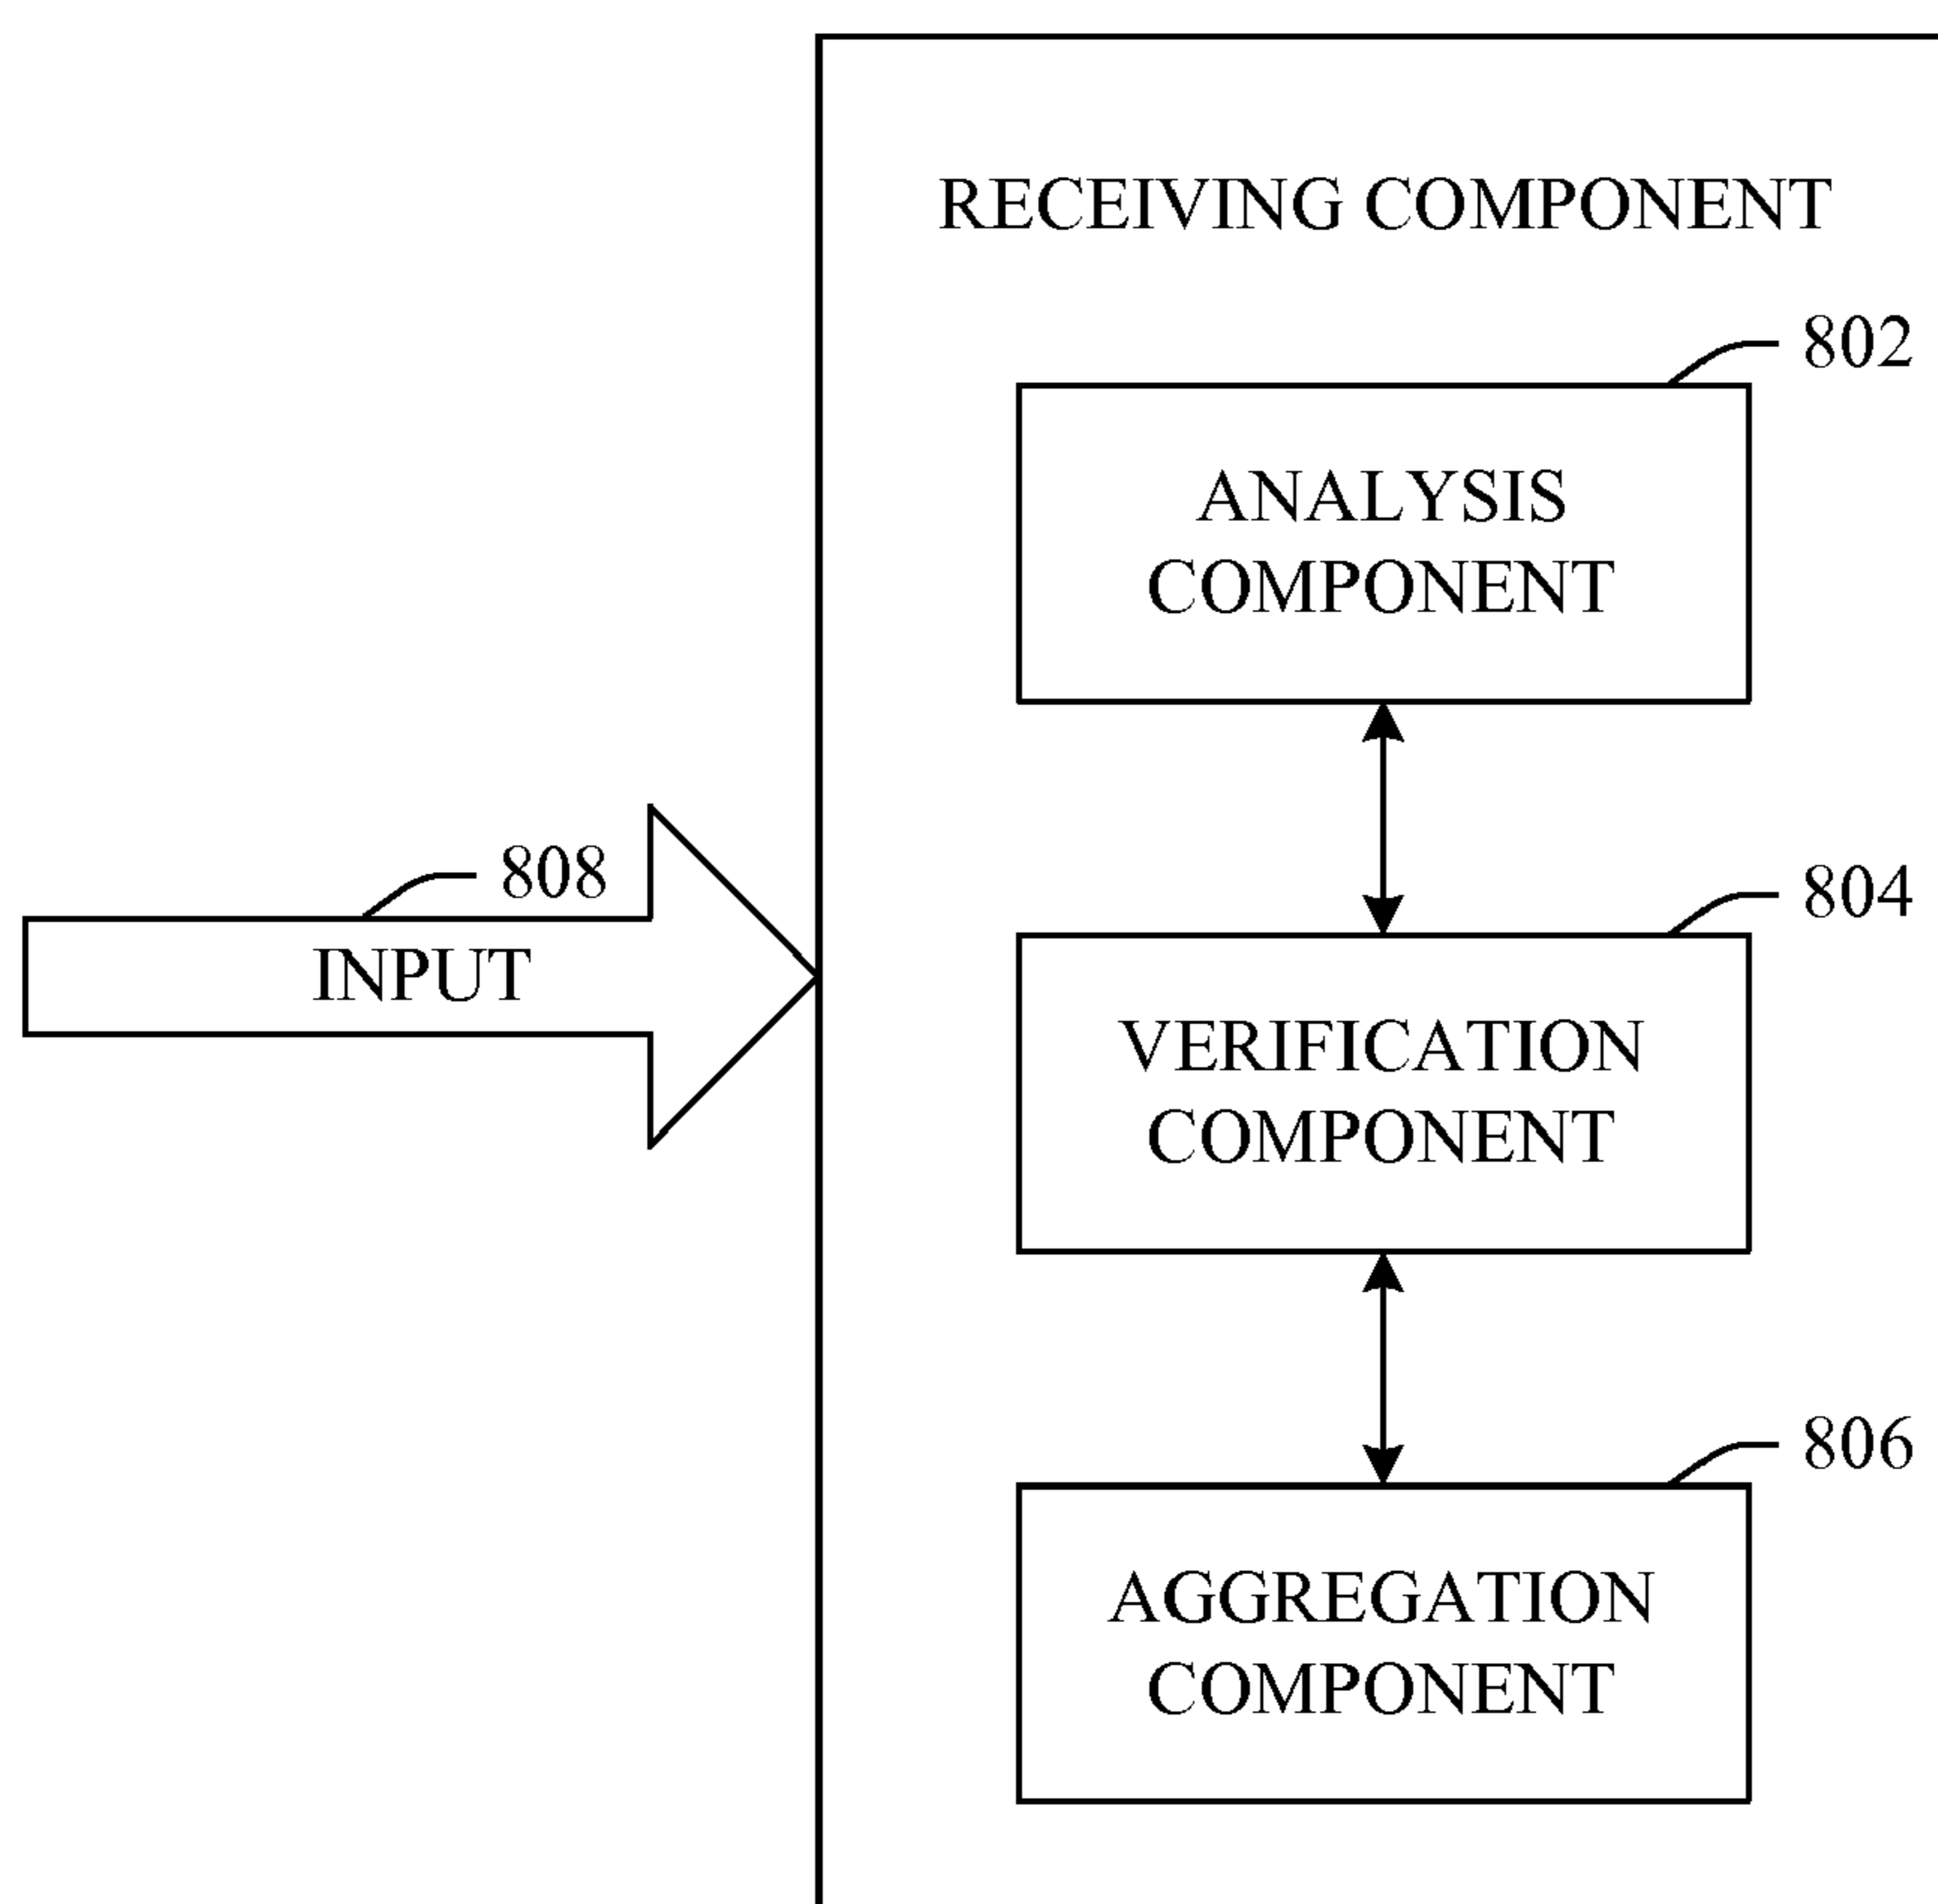 RECEIVING COMPONENT
802
ANALYSIS
COMPONENT
808
INPUT
804
VERIFICATION
COMPONENT
806
AGGREGATION
COMPONENT